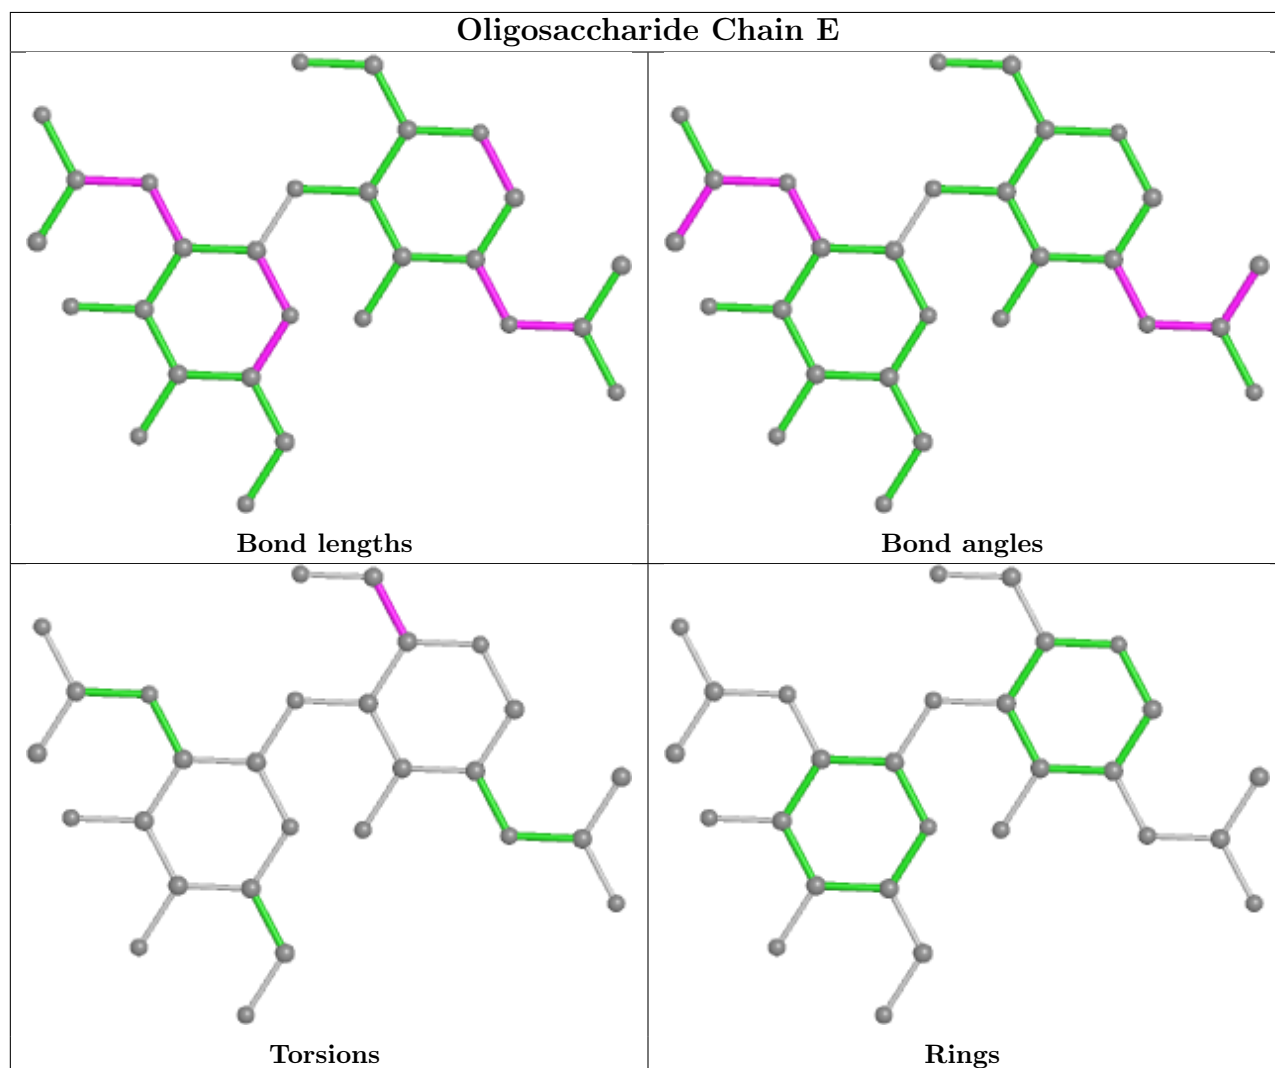 Oligosaccharide Chain E
Bond lengths
Bond angles
Torsions
Rings